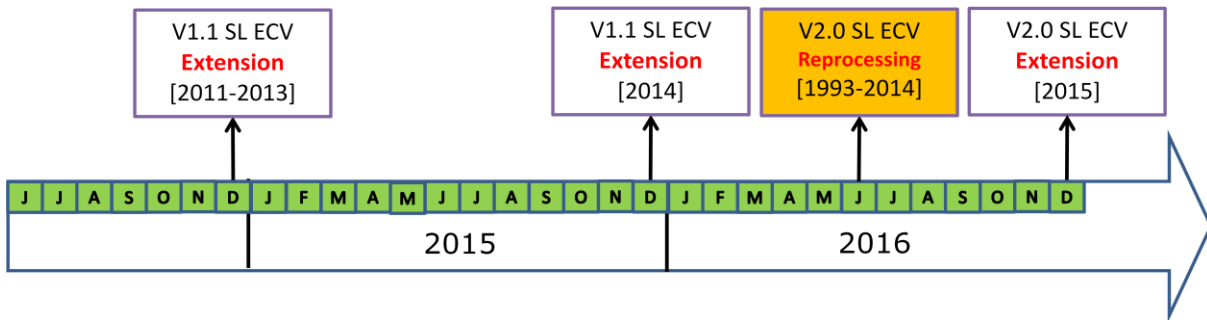 V1.1 SL ECV
Extension
[2011-2013]
V1.1 SL ECV
Extension
[2014]
V2.0 SL ECV
Reprocessing
[1993-2014]
V2.0 SL ECV
Extension
[2015]
J J A S O N D J F M A M J J A S O N D J F M A M J J A S O N D
2015 2016